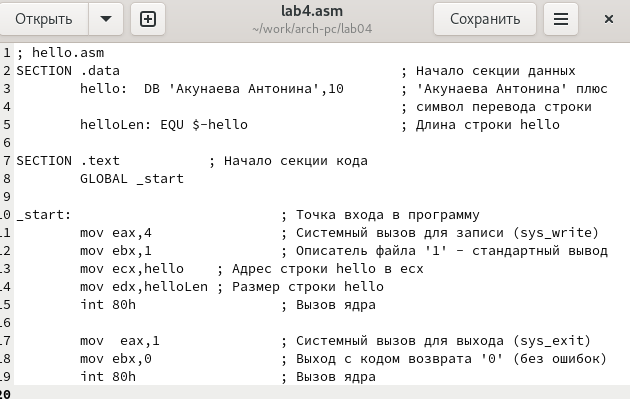 Открыть
lab4.asm
~/work/arch-pc/lab04
Сохранить
1 ; hello.asm
2 SECTION .data ; Начало секции данных
3 hello: DB 'Акунаева Антонина',10 ; 'Акунаева Антонина' плюс
4 ; символ перевода строки
5 helloLen: EQU $-hello ; Длина строки hello
6
7 SECTION .text ; Начало секции кода
8 GLOBAL _start
9
10 _start: ; Точка входа в программу
11 mov eax,4 ; Системный вызов для записи (sys_write)
12 mov ebx,1 ; Описатель файла '1' - стандартный вывод
13 mov ecx,hello ; Адрес строки hello в ecx
14 mov edx,helloLen ; Размер строки hello
15 int 80h ; Вызов ядра
16
17 mov eax,1 ; Системный вызов для выхода (sys_exit)
18 mov ebx,0 ; Выход с кодом возврата '0' (без ошибок)
19 int 80h ; Вызов ядра
20